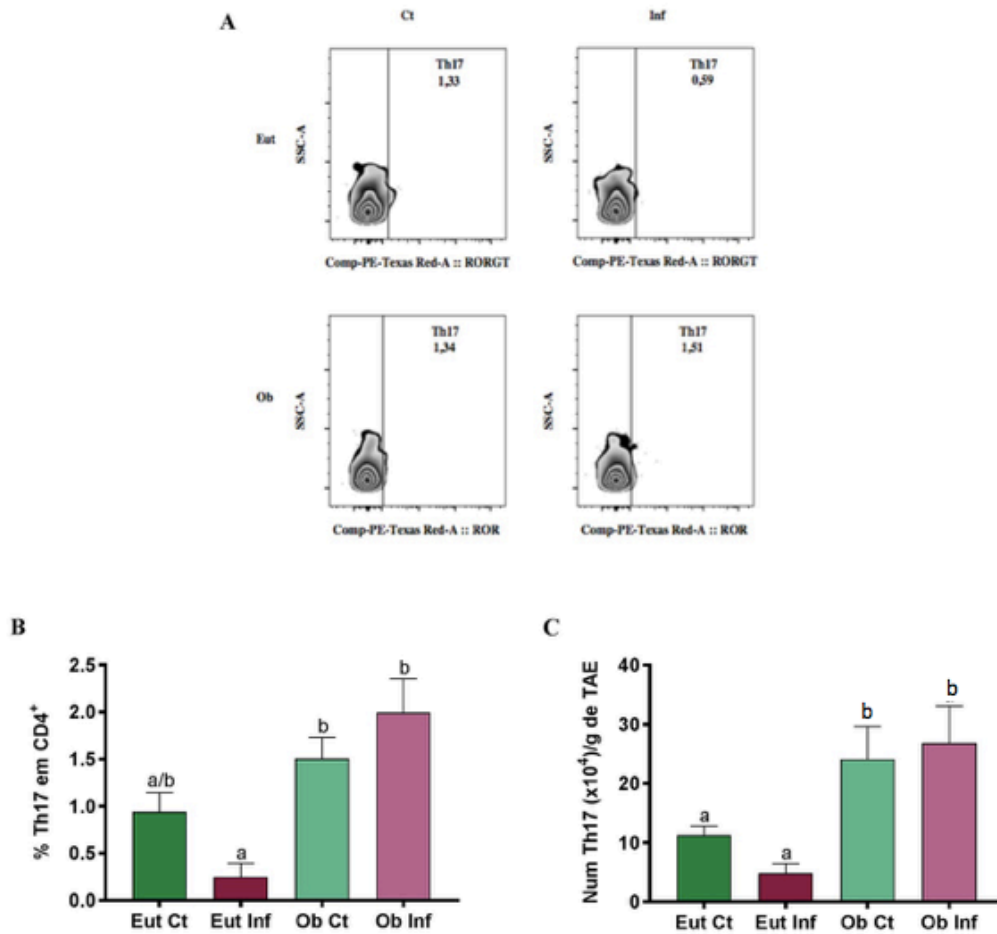 A
Ct
Inf
Eut
SSC-A
Th17
1,33
Comp-PE-Texas Red-A :: RORGT
SSC-A
Th17
0,59
Comp-PE-Texas Red-A :: RORGT
Ob
SSC-A
Th17
1,34
Comp-PE-Texas Red-A :: ROR
SSC-A
Th17
1,51
Comp-PE-Texas Red-A :: ROR
B
% Th17 em CD4⁺
2.5
2.0
1.5
1.0
0.5
0.0
a/b
a
b
b
Eut Ct Eut Inf Ob Ct Ob Inf
C
Num Th17 (x10⁴)/g de TAE
40
30
20
10
0
a
a
b
b
Eut Ct Eut Inf Ob Ct Ob Inf